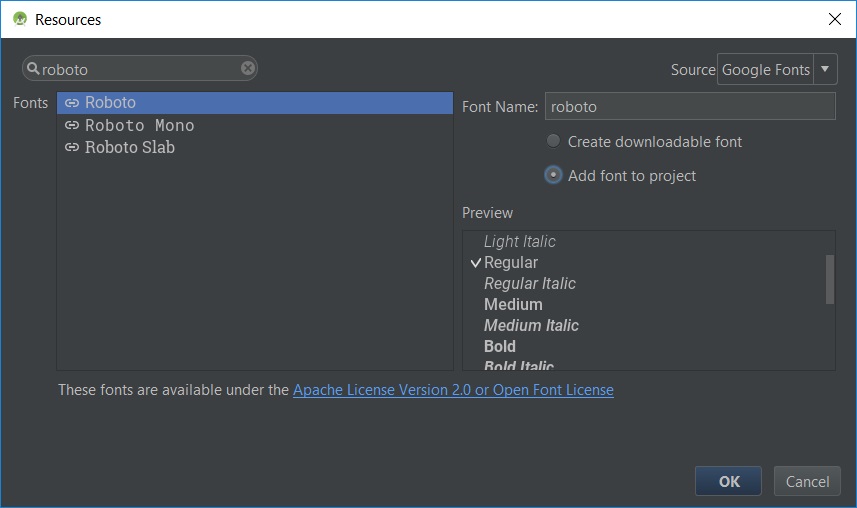 Resources
roboto
Source Google Fonts
Fonts
Roboto
Roboto Mono
Roboto Slab
Font Name: roboto
Create downloadable font
Add font to project
Preview
Light Italic
Regular
Regular Italic
Medium
Medium Italic
Bold
Bold Italic
These fonts are available under the Apache License Version 2.0 or Open Font License
OK
Cancel